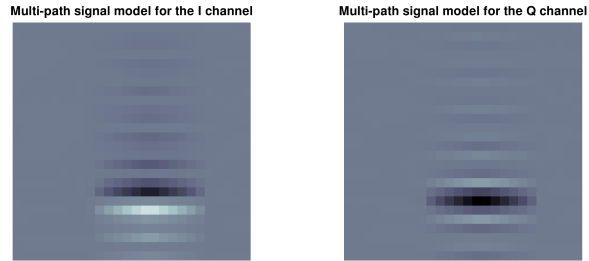 Multi-path signal model for the I channel
Multi-path signal model for the Q channel